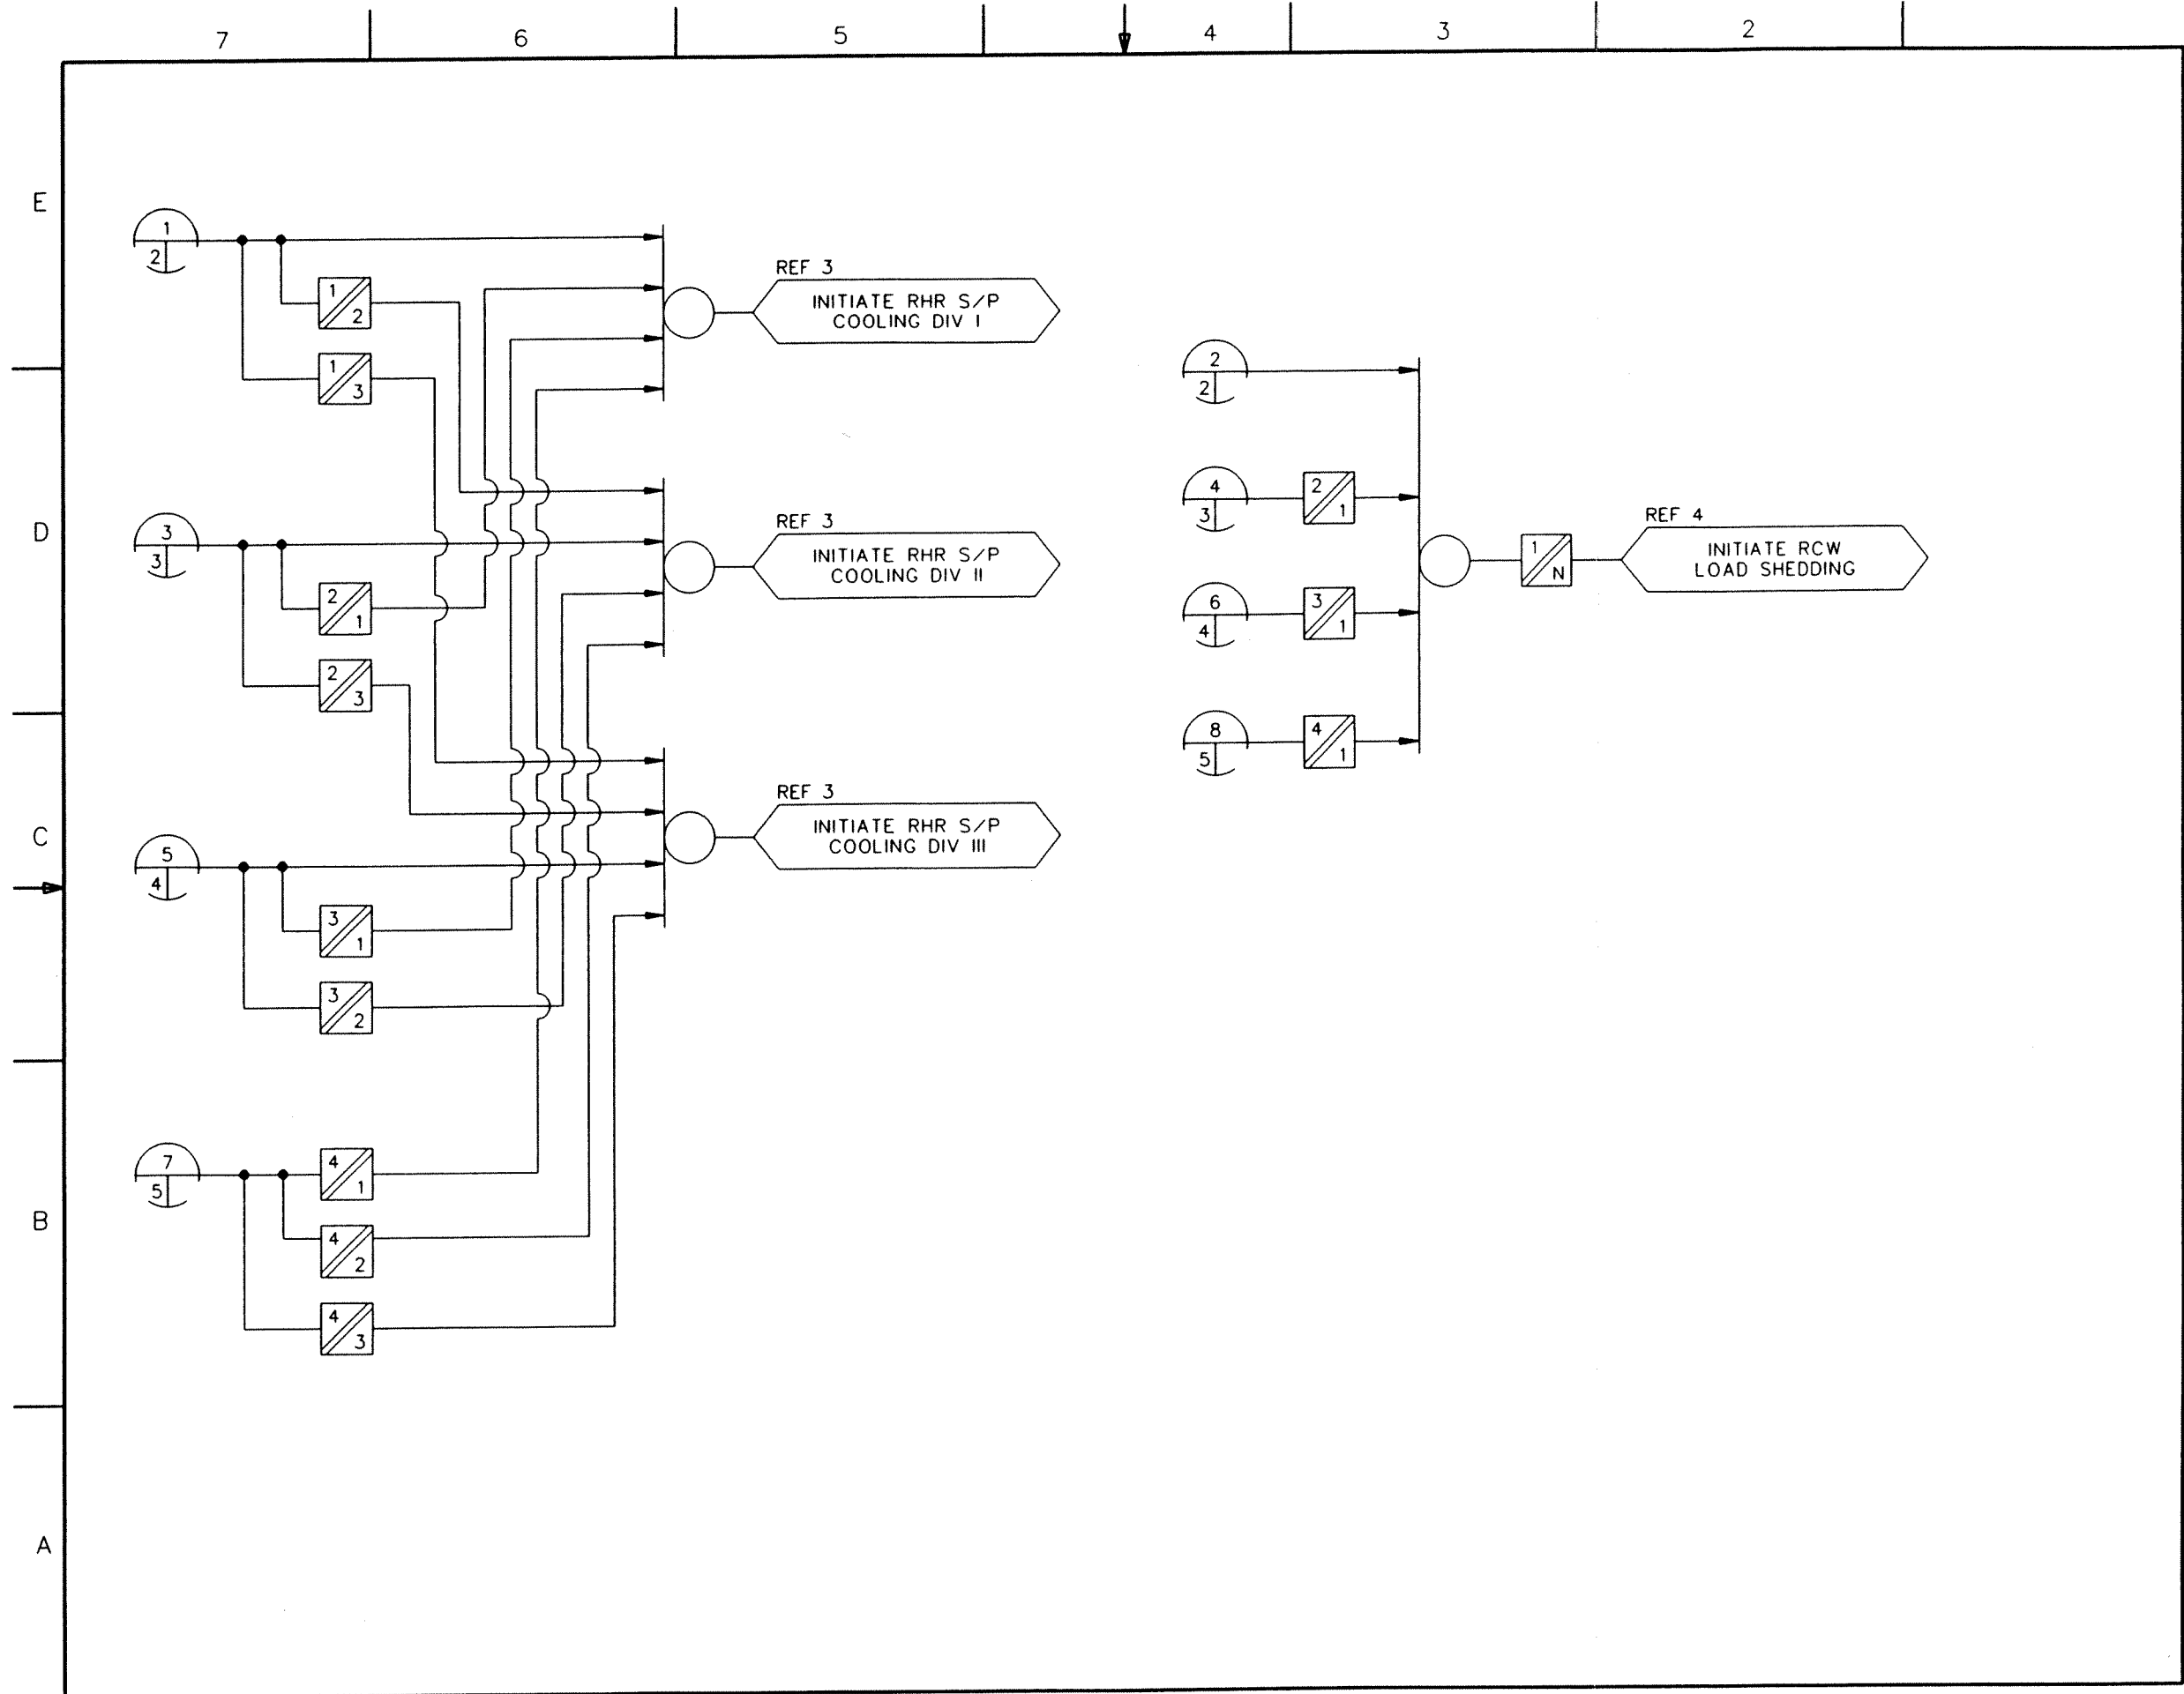 7 6 5 4 3 2
E
1
2
1
2
1
3
REF 3
INITIATE RHR S/P
COOLING DIV I
D
3
3
2
1
2
3
REF 3
INITIATE RHR S/P
COOLING DIV II
C
5
4
3
1
3
2
REF 3
INITIATE RHR S/P
COOLING DIV III
B
7
5
4
1
4
2
4
3
A
2
2
4
3
2
1
6
4
3
1
8
5
4
1
1
N
REF 4
INITIATE RCW
LOAD SHEDDING